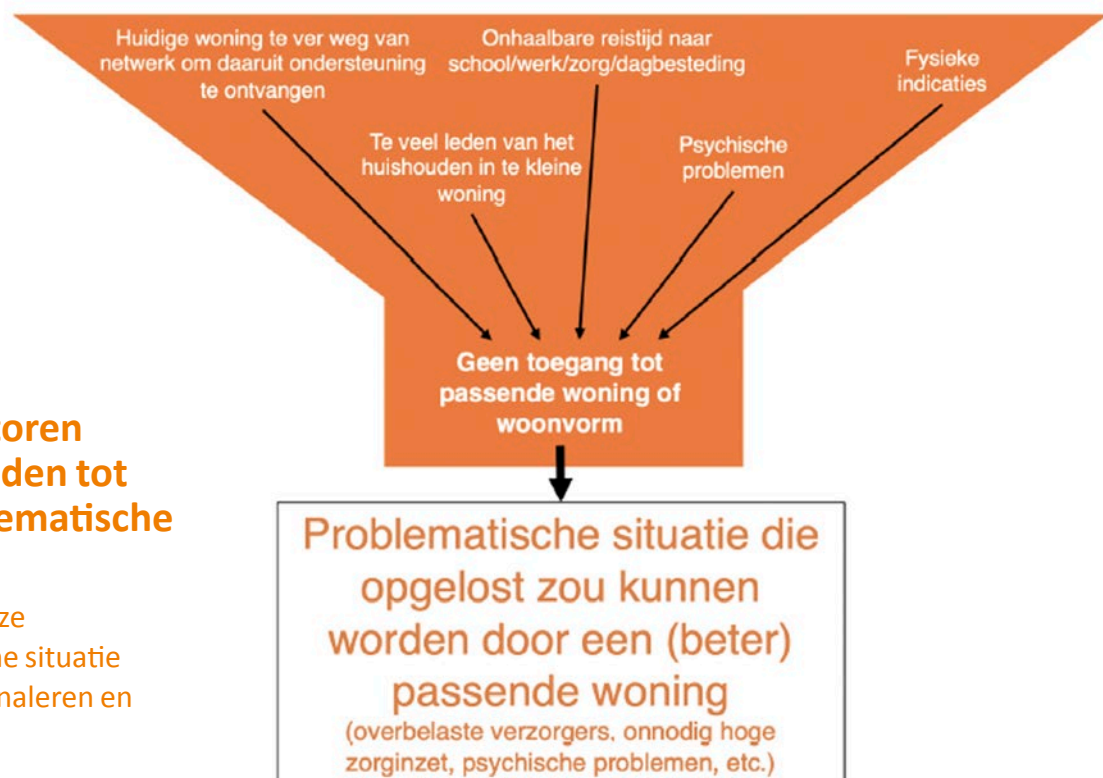 Huidige woning te ver weg van
netwerk om daaruit ondersteuning
te ontvangen
Onhaalbare reistijd naar
school/werk/zorg/dagbesteding
Fysieke
indicaties
Te veel leden van het
huishouden in te kleine
woning
Psychische
problemen
Geen toegang tot
passende woning of
woonvorm
toren
den tot
ematische
ze
e situatie
naleren en
Problematische situatie die
opgelost zou kunnen
worden door een (beter)
passende woning
(overbelaste verzorgers, onnodig hoge
zorginzet, psychische problemen, etc.)